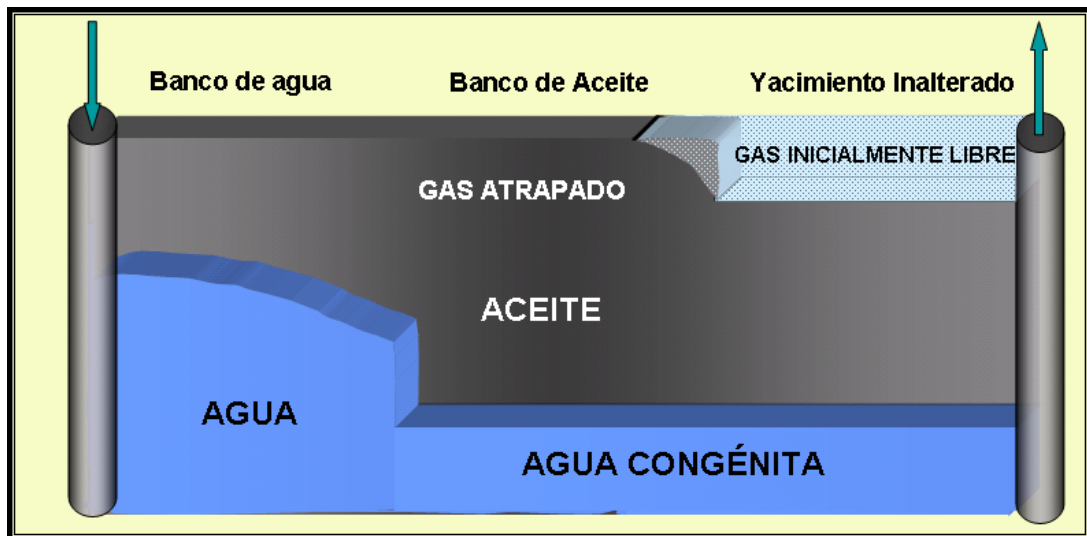 Banco de agua
Banco de Aceite
Yacimiento Inalterado
GAS INICIALMENTE LIBRE
GAS ATRAPADO
ACEITE
AGUA
AGUA CONGÉNITA